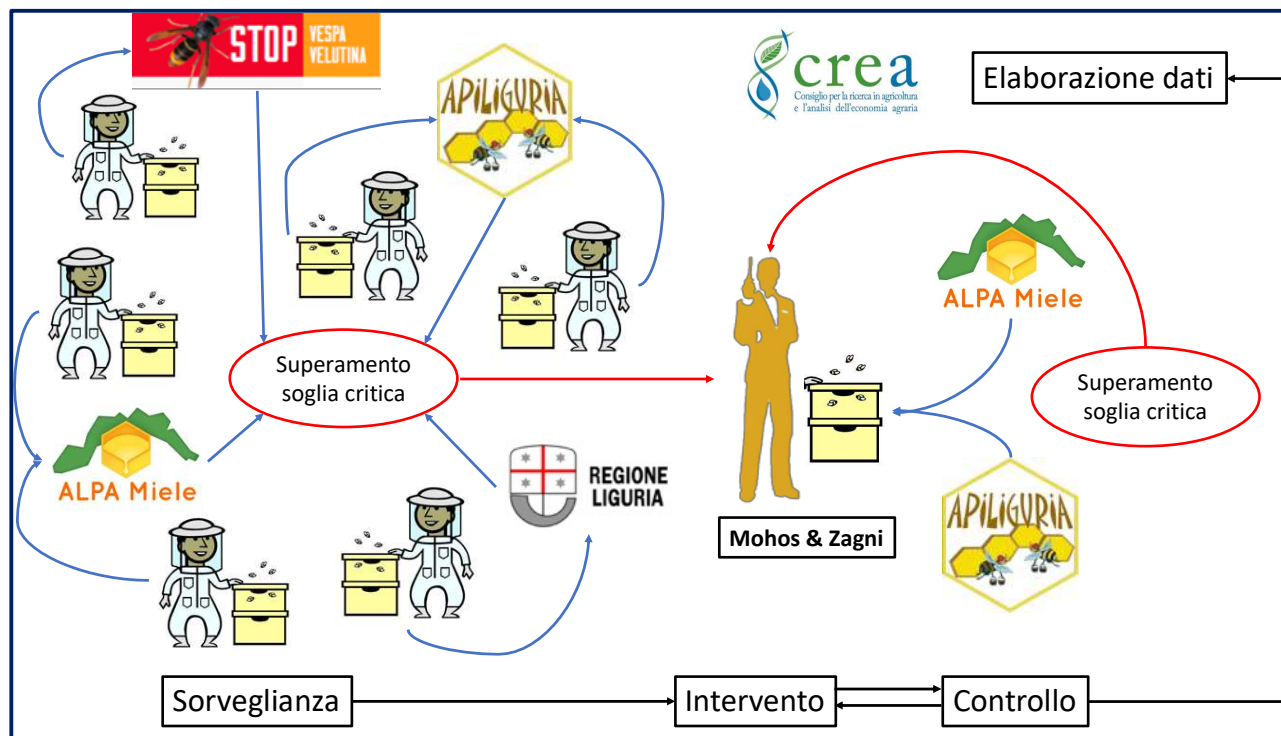 STOP
VESPA
VELUTINA
APILIGURIA
crea
Consiglio per la ricerca in agricoltura
e l'analisi dell'economia agraria
Elaborazione dati
ALPA Miele
Superamento
soglia critica
Superamento
soglia critica
ALPA Miele
REGIONE
LIGURIA
Mohos & Zagni
APILIGURIA
Sorveglianza
Intervento
Controllo